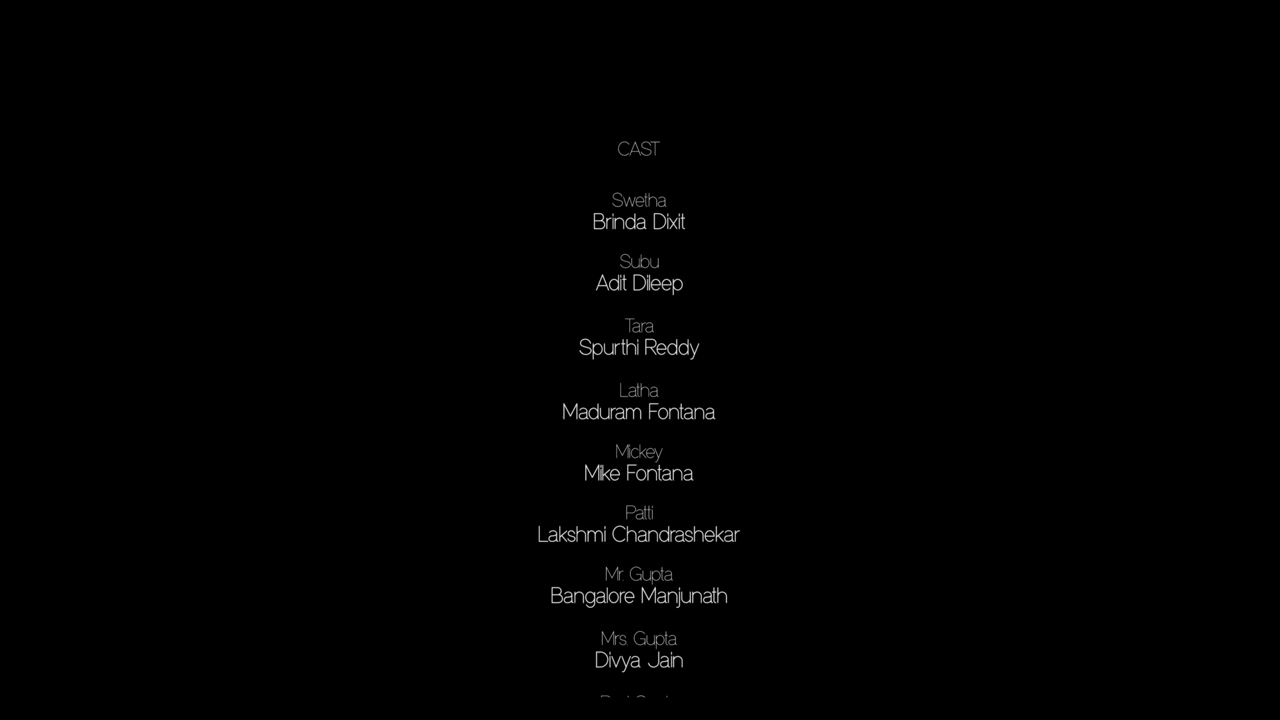 CAST
Swetha
Brinda Dixit
Subu
Adit Dileep
Tara
Spurthi Reddy
Latha
Maduram Fontana
Mickey
Mike Fontana
Patti
Lakshmi Chandrashekar
Mr. Gupta
Bangalore Manjunath
Mrs. Gupta
Divya Jain